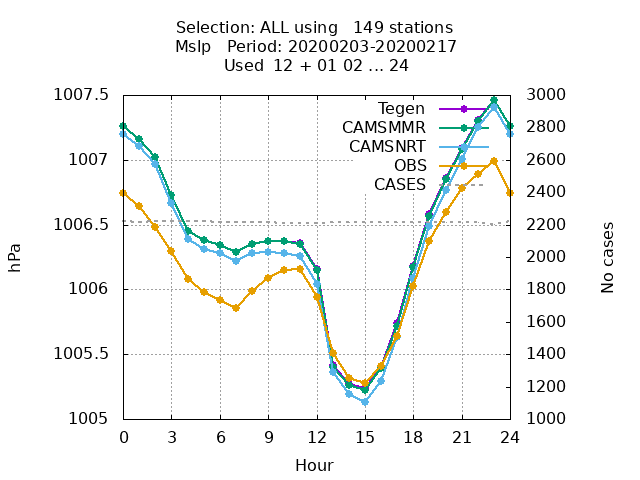 Selection: ALL using   149 stations
Mslp   Period: 20200203-20200217
Used  12 + 01 02 ... 24
1007.5
1007
1006.5
1006
1005.5
1005
hPa
Tegen
CAMSMMR
CAMSNRT
OBS
CASES
3000
2800
2600
2400
2200
2000
1800
1600
1400
1200
1000
No cases
0 3 6 9 12 15 18 21 24
Hour